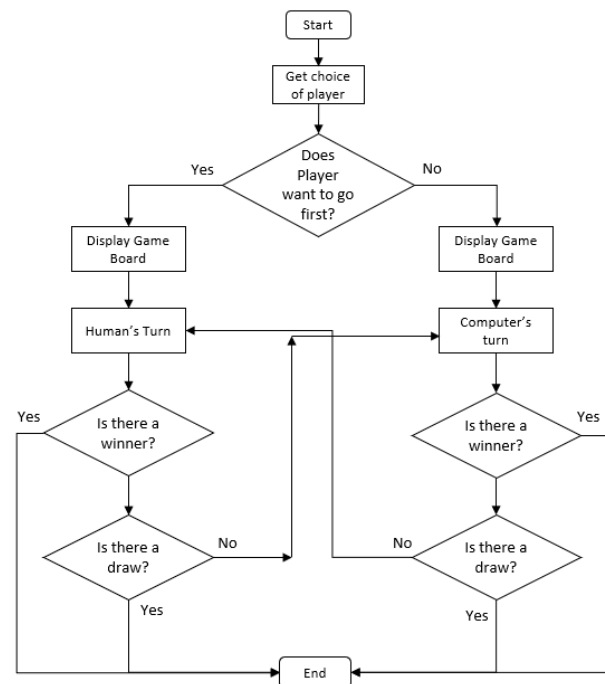 Start
Get choice
of player
Does
Player
want to go
first?
Yes
No
Display Game
Board
Display Game
Board
Human's Turn
Computer's
turn
Yes
Is there a
winner?
Is there a
winner?
Yes
Is there a
draw?
No
No
Is there a
draw?
Yes
Yes
End